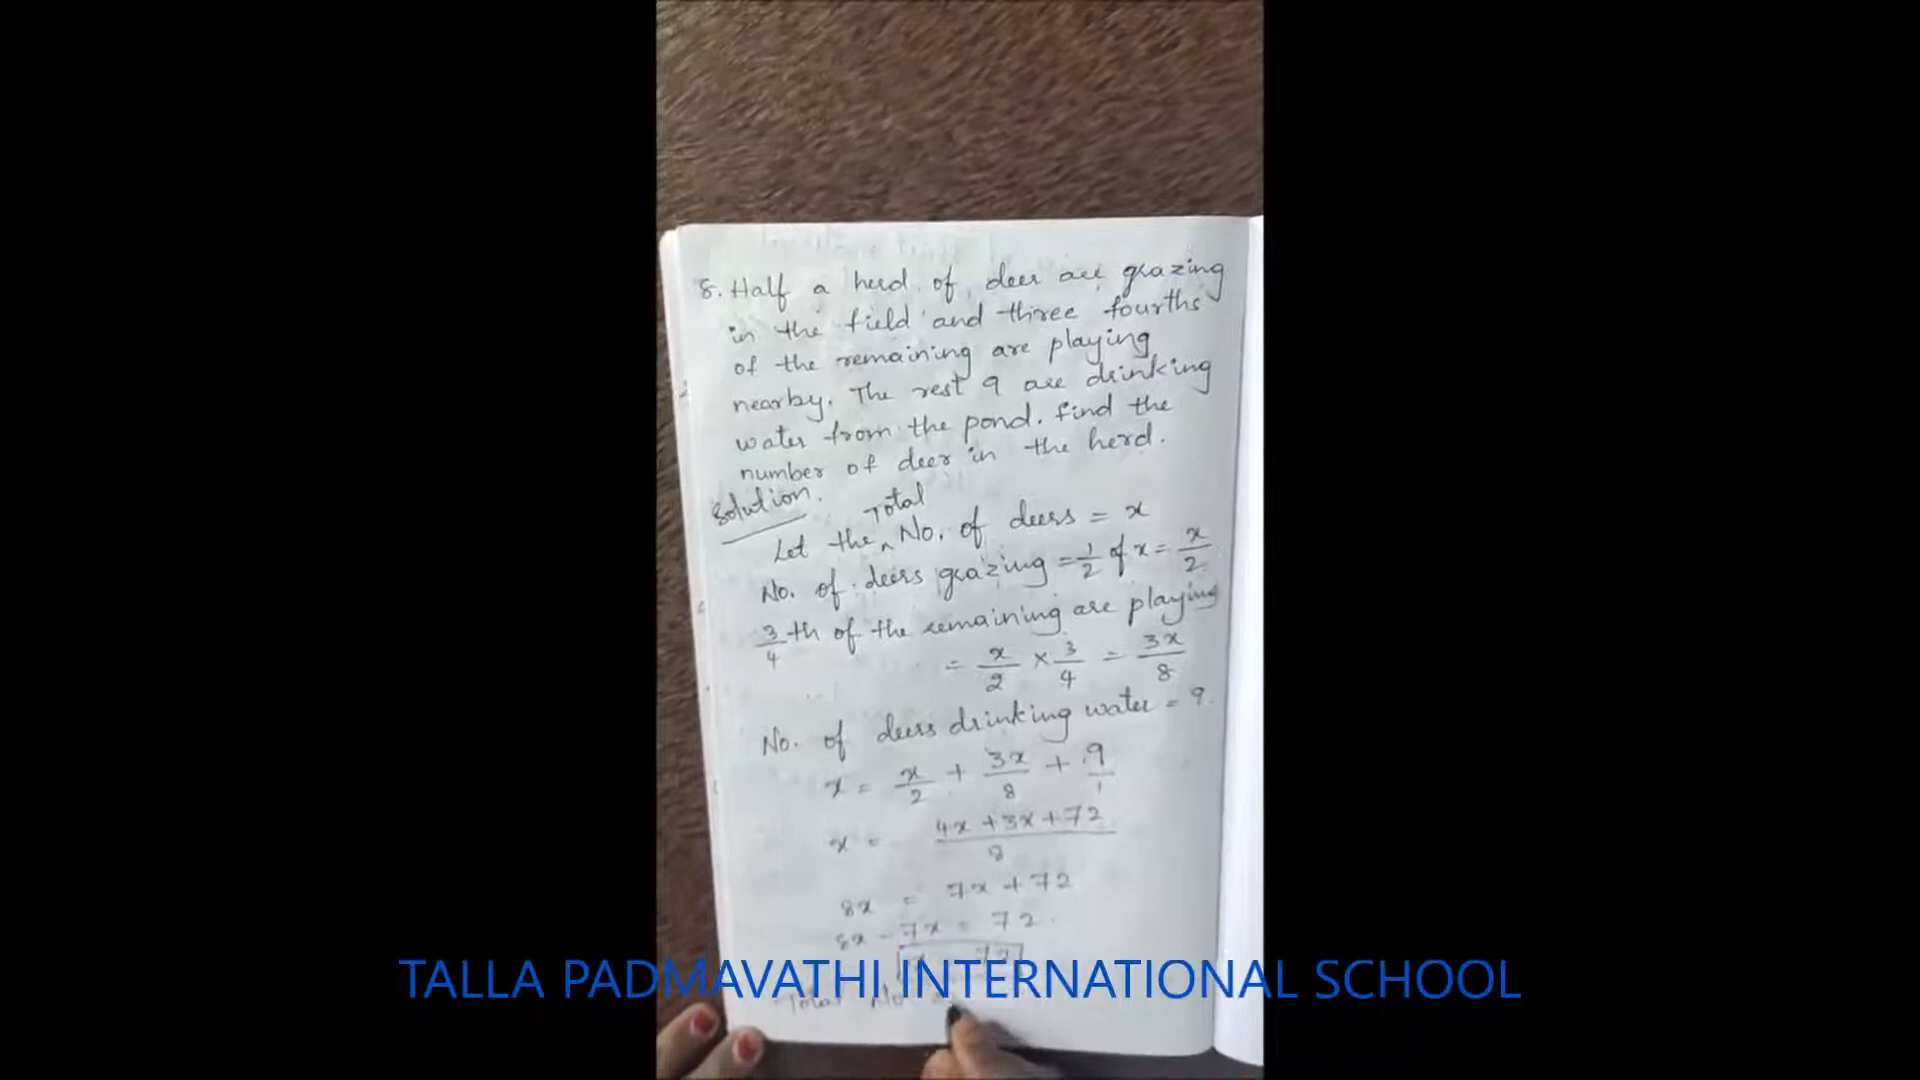 8. Half a herd of deer are grazing
in the field and three fourths
of the remaining are playing
nearby. The rest 9 are drinking
water from the pond. find the
number of deer in the herd.
Solution.
Total
Let the ^ No. of deers = x
No. of deers grazing = 1/2 of x = x/2
3/4 th of the remaining are playing
= x/2 × 3/4 = 3x/8
No. of deers drinking water = 9.
x = x/2 + 3x/8 + 9/1
x = (4x + 3x + 72)/8
8x = 7x + 72
8x - 7x = 72.
x = 72
TALLA PADMAVATHI INTERNATIONAL SCHOOL
Total No